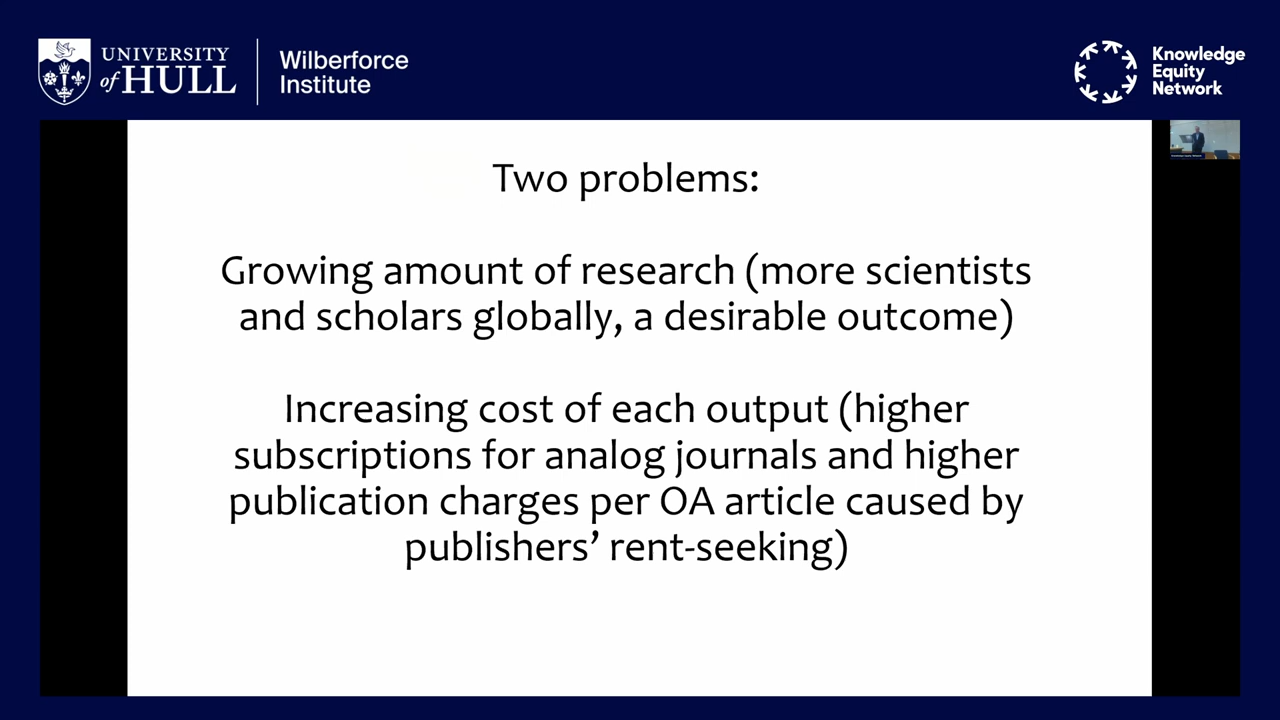 UNIVERSITY
of HULL
Wilberforce
Institute
Knowledge
Equity
Network
Two problems:
Growing amount of research (more scientists
and scholars globally, a desirable outcome)
Increasing cost of each output (higher
subscriptions for analog journals and higher
publication charges per OA article caused by
publishers’ rent-seeking)